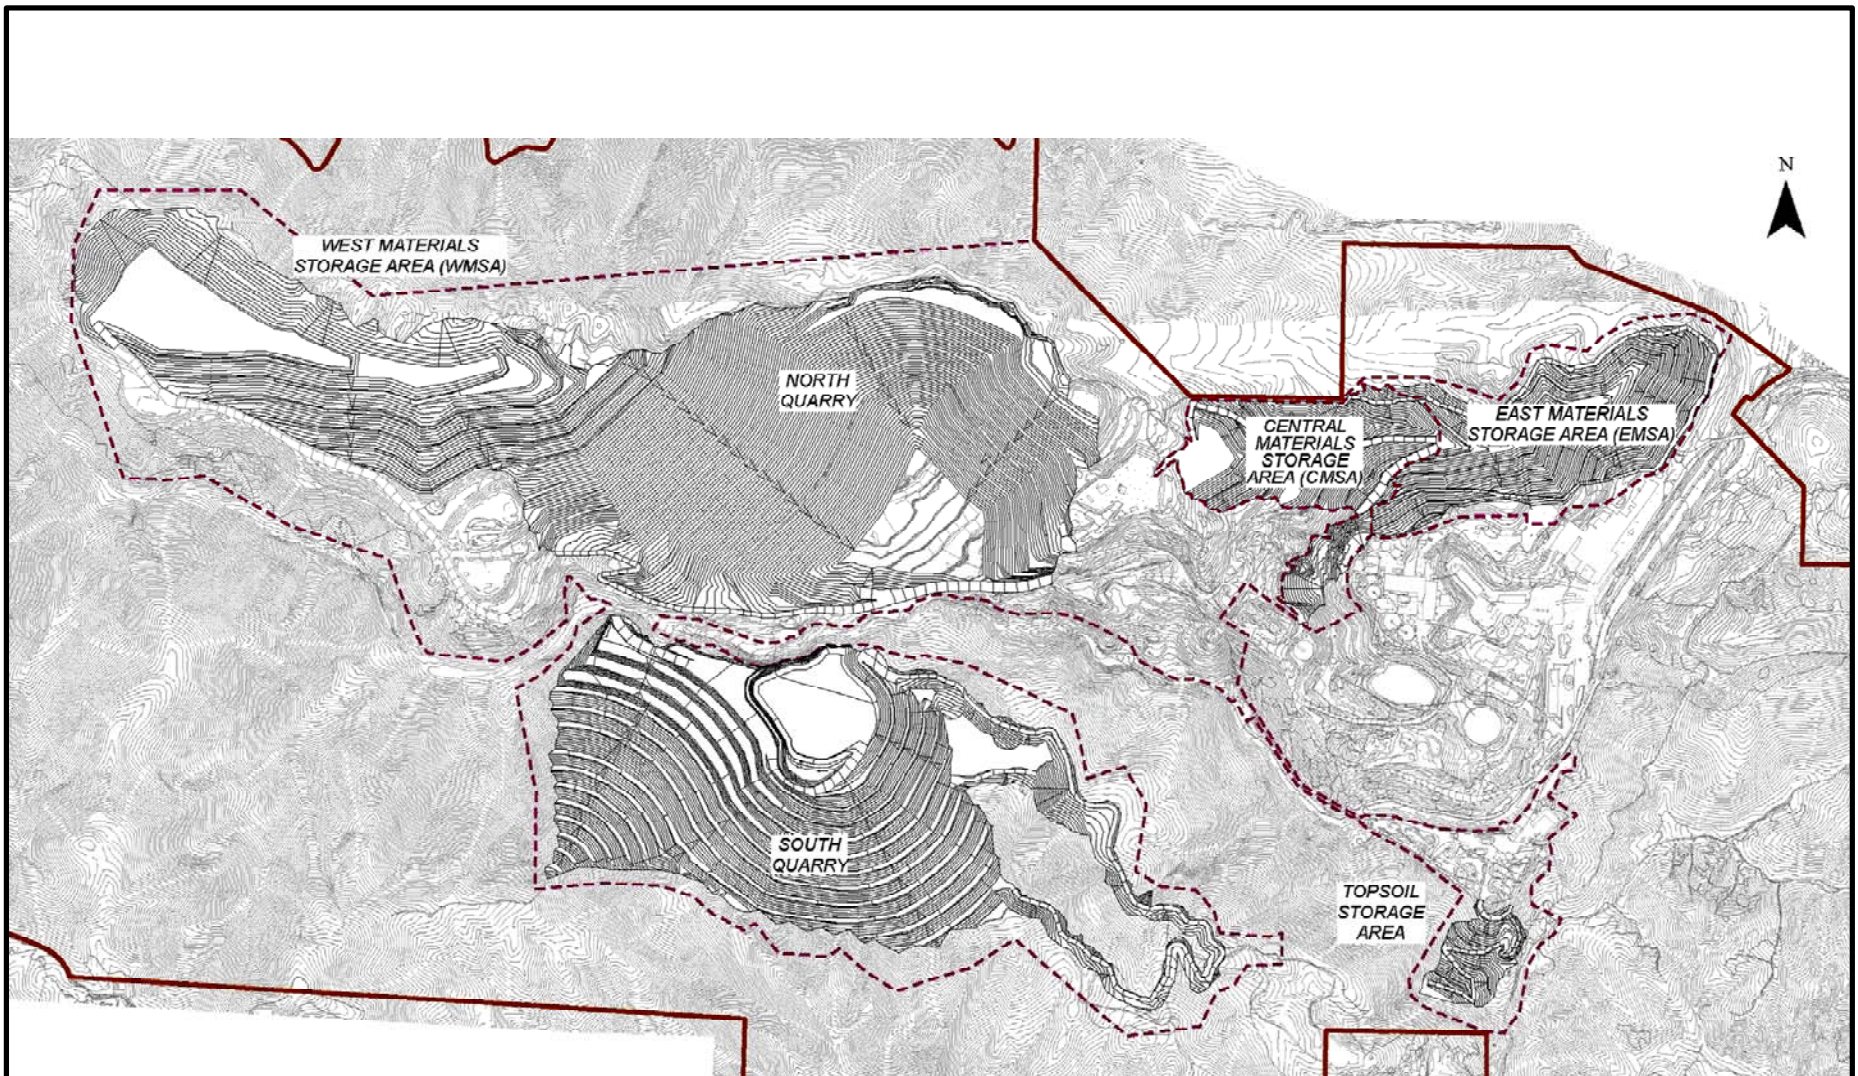 N
WEST MATERIALS
STORAGE AREA (WMSA)
NORTH
QUARRY
CENTRAL
MATERIALS
STORAGE
AREA (CMSA)
EAST MATERIALS
STORAGE AREA (EMSA)
SOUTH
QUARRY
TOPSOIL
STORAGE
AREA